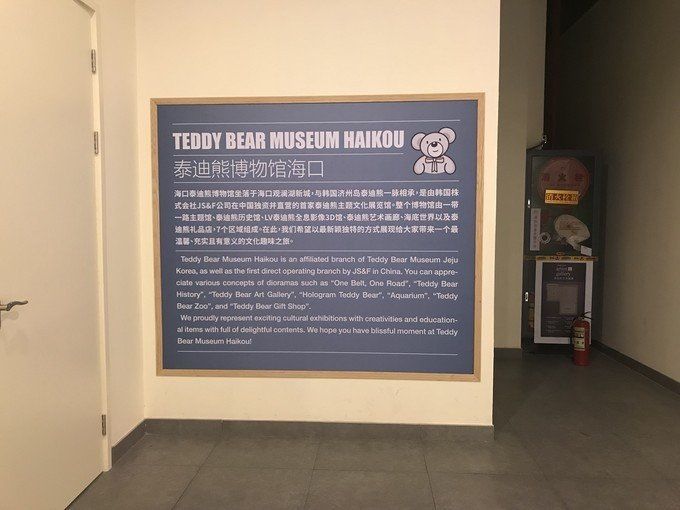 TEDDY BEAR MUSEUM HAIKOU
泰迪熊博物馆海口
海口泰迪熊博物馆坐落于海口观澜湖新城，与韩国济州岛泰迪熊一脉相承，是由韩国株
式会社JS&F公司在中国独资并直营的首家泰迪熊主题文化展览馆。整个博物馆由一带
一路主题馆、泰迪熊历史馆、LV泰迪熊全息影像3D馆、泰迪熊艺术画廊、海底世界以及泰
迪熊礼品店，7个区域组成。在此，我们希望以最新颖独特的方式展现给大家带来一个最
温馨、充实且有意义的文化趣味之旅。
Teddy Bear Museum Haikou is an affiliated branch of Teddy Bear Museum Jeju
Korea, as well as the first direct operating branch by JS&F in China. You can appre-
ciate various concepts of dioramas such as “One Belt, One Road”, “Teddy Bear
History”, “Teddy Bear Art Gallery”, “Hologram Teddy Bear”, “Aquarium”, “Teddy
Bear Zoo”, and “Teddy Bear Gift Shop”.
We proudly represent exciting cultural exhibitions with creativities and education-
al items with full of delightful contents. We hope you have blissful moment at Teddy
Bear Museum Haikou!
消火栓